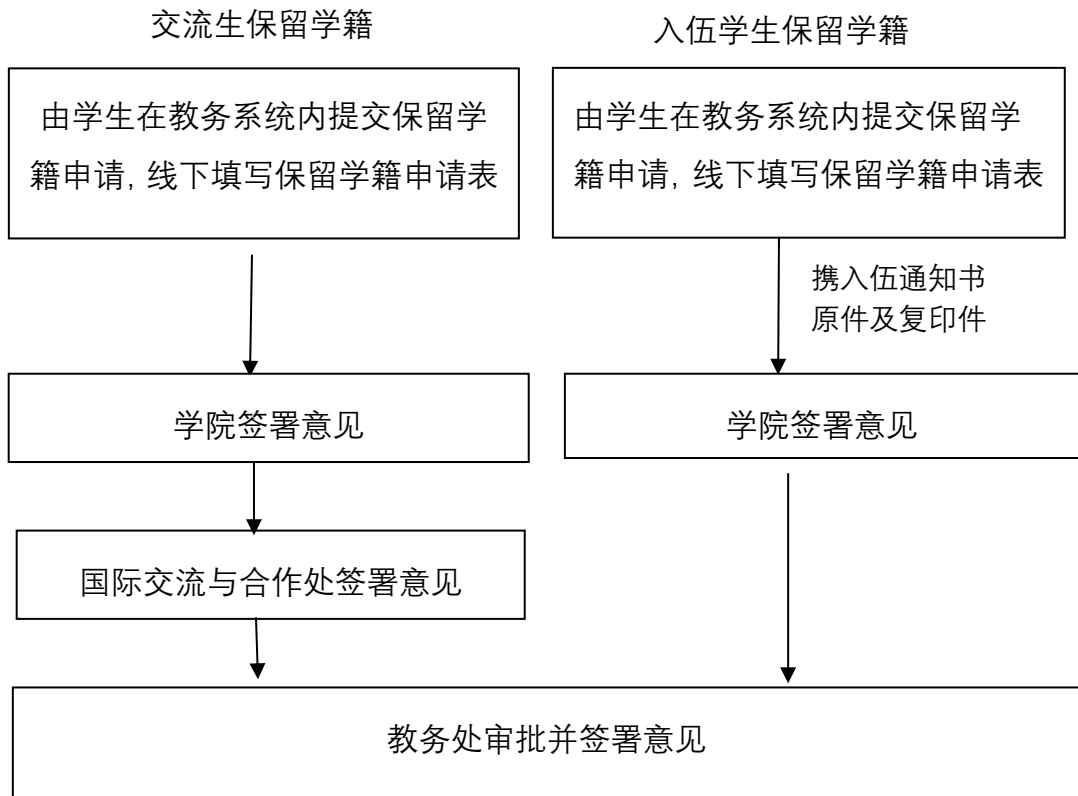 交流生保留学籍
入伍学生保留学籍
由学生在教务系统内提交保留学
籍申请，线下填写保留学籍申请表
由学生在教务系统内提交保留学
籍申请，线下填写保留学籍申请表
携入伍通知书
原件及复印件
学院签署意见
学院签署意见
国际交流与合作处签署意见
教务处审批并签署意见